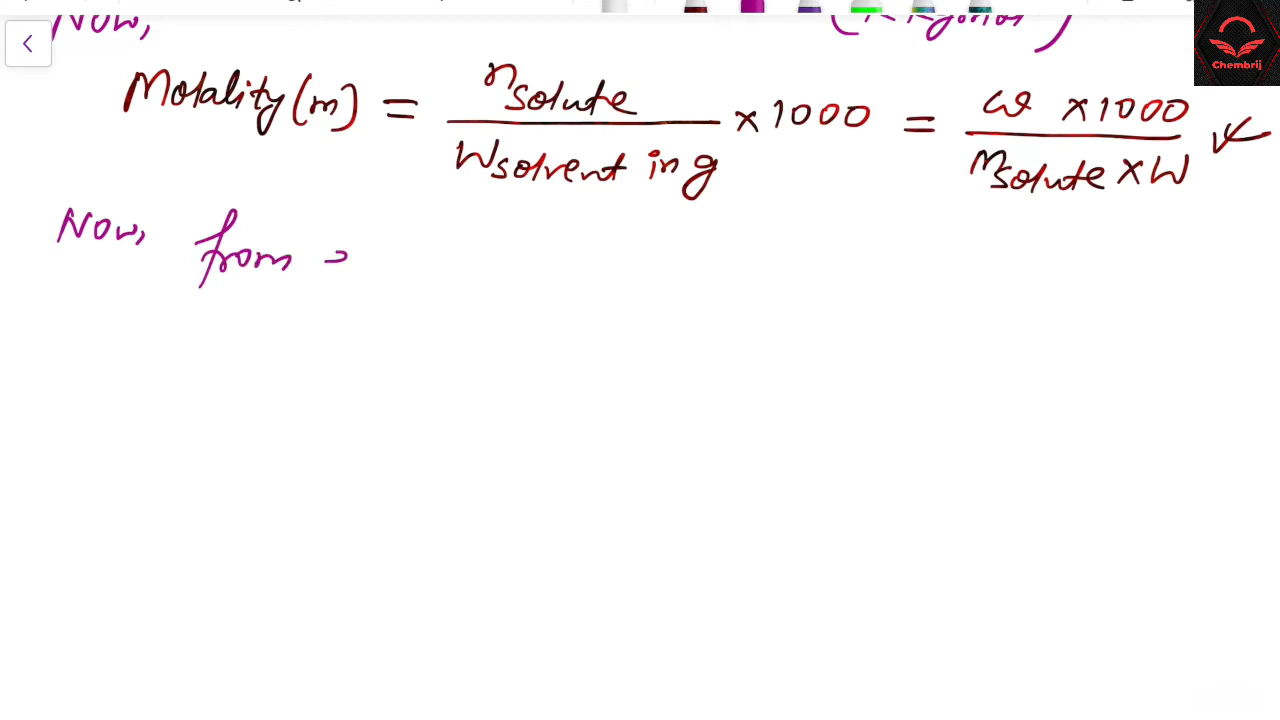 Now,
Chembrij
Molality (m) = n solute / W solvent in g × 1000 = w × 1000 / M solute × W
Now, from